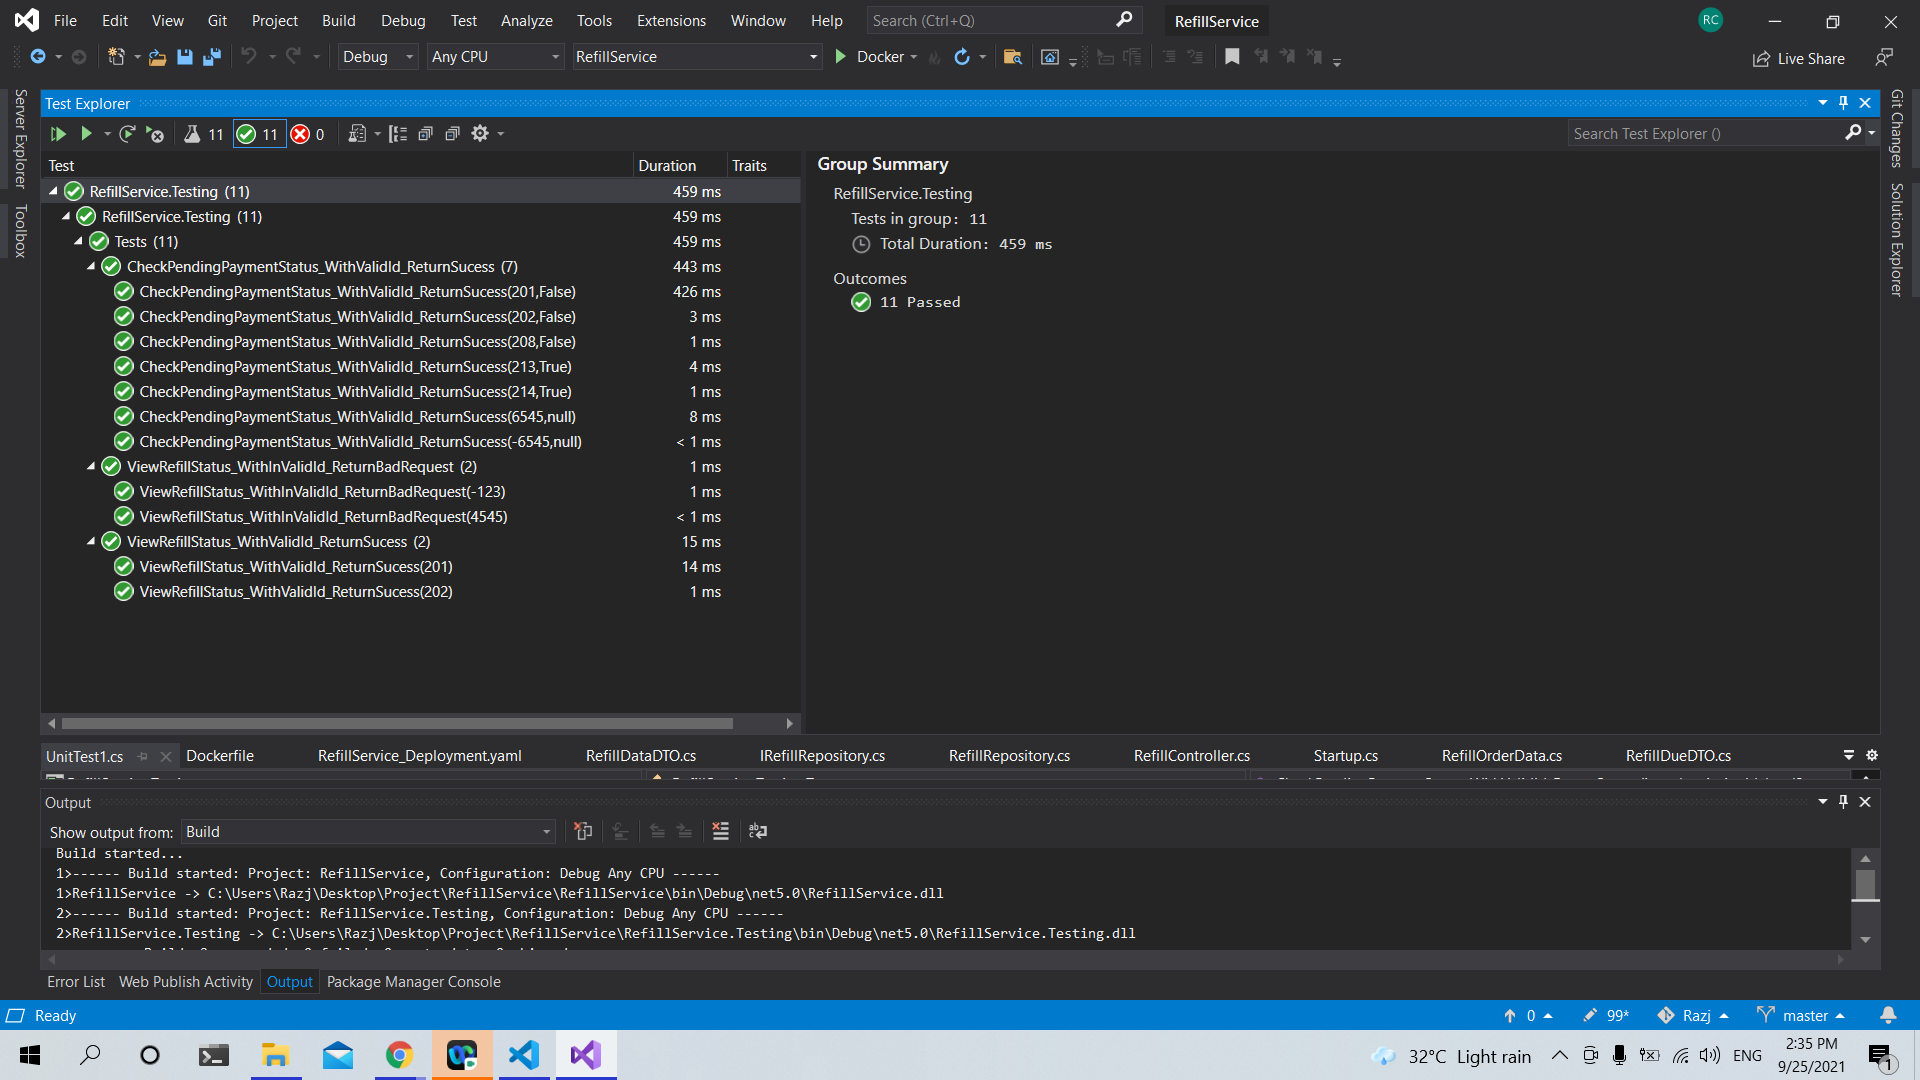 File Edit View Git Project Build Debug Test Analyze Tools Extensions Window Help Search (Ctrl+Q) RefillService RC
Debug Any CPU RefillService Docker Live Share
Server Explorer
Toolbox
Test Explorer
11 11 0 Search Test Explorer ()
Test Duration Traits
RefillService.Testing (11) 459 ms
RefillService.Testing (11) 459 ms
Tests (11) 459 ms
CheckPendingPaymentStatus_WithValidId_ReturnSucess (7) 443 ms
CheckPendingPaymentStatus_WithValidId_ReturnSucess(201,False) 426 ms
CheckPendingPaymentStatus_WithValidId_ReturnSucess(202,False) 3 ms
CheckPendingPaymentStatus_WithValidId_ReturnSucess(208,False) 1 ms
CheckPendingPaymentStatus_WithValidId_ReturnSucess(213,True) 4 ms
CheckPendingPaymentStatus_WithValidId_ReturnSucess(214,True) 1 ms
CheckPendingPaymentStatus_WithValidId_ReturnSucess(6545,null) 8 ms
CheckPendingPaymentStatus_WithValidId_ReturnSucess(-6545,null) < 1 ms
ViewRefillStatus_WithInValidId_ReturnBadRequest (2) 1 ms
ViewRefillStatus_WithInValidId_ReturnBadRequest(-123) 1 ms
ViewRefillStatus_WithInValidId_ReturnBadRequest(4545) < 1 ms
ViewRefillStatus_WithValidId_ReturnSucess (2) 15 ms
ViewRefillStatus_WithValidId_ReturnSucess(201) 14 ms
ViewRefillStatus_WithValidId_ReturnSucess(202) 1 ms
Group Summary
RefillService.Testing
Tests in group: 11
Total Duration: 459 ms
Outcomes
11 Passed
Git Changes
Solution Explorer
UnitTest1.cs Dockerfile RefillService_Deployment.yaml RefillDataDTO.cs IRefillRepository.cs RefillRepository.cs RefillController.cs Startup.cs RefillOrderData.cs RefillDueDTO.cs
Output
Show output from: Build
Build started...
1>------ Build started: Project: RefillService, Configuration: Debug Any CPU ------
1>RefillService -> C:\Users\Razj\Desktop\Project\RefillService\RefillService\bin\Debug\net5.0\RefillService.dll
2>------ Build started: Project: RefillService.Testing, Configuration: Debug Any CPU ------
2>RefillService.Testing -> C:\Users\Razj\Desktop\Project\RefillService\RefillService.Testing\bin\Debug\net5.0\RefillService.Testing.dll
Error List Web Publish Activity Output Package Manager Console
Ready 0 99* Razj master
32°C Light rain ENG 2:35 PM
9/25/2021 1